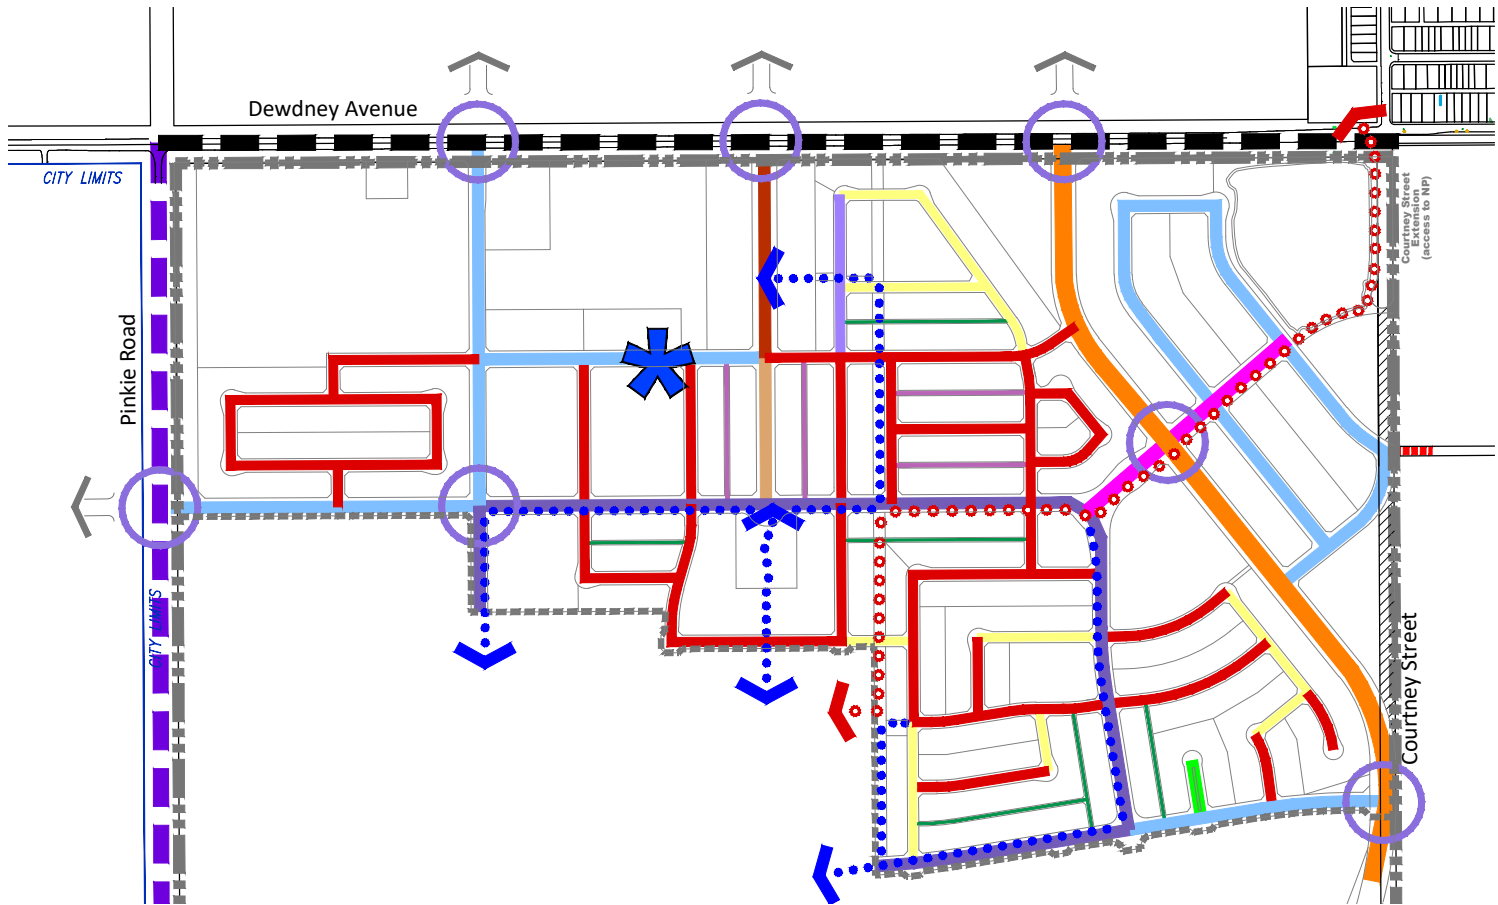 Dewdney Avenue
CITY LIMITS
Courtney Street
Extension
(access to NP)
Pinkie Road
CITY LIMITS
Courtney Street